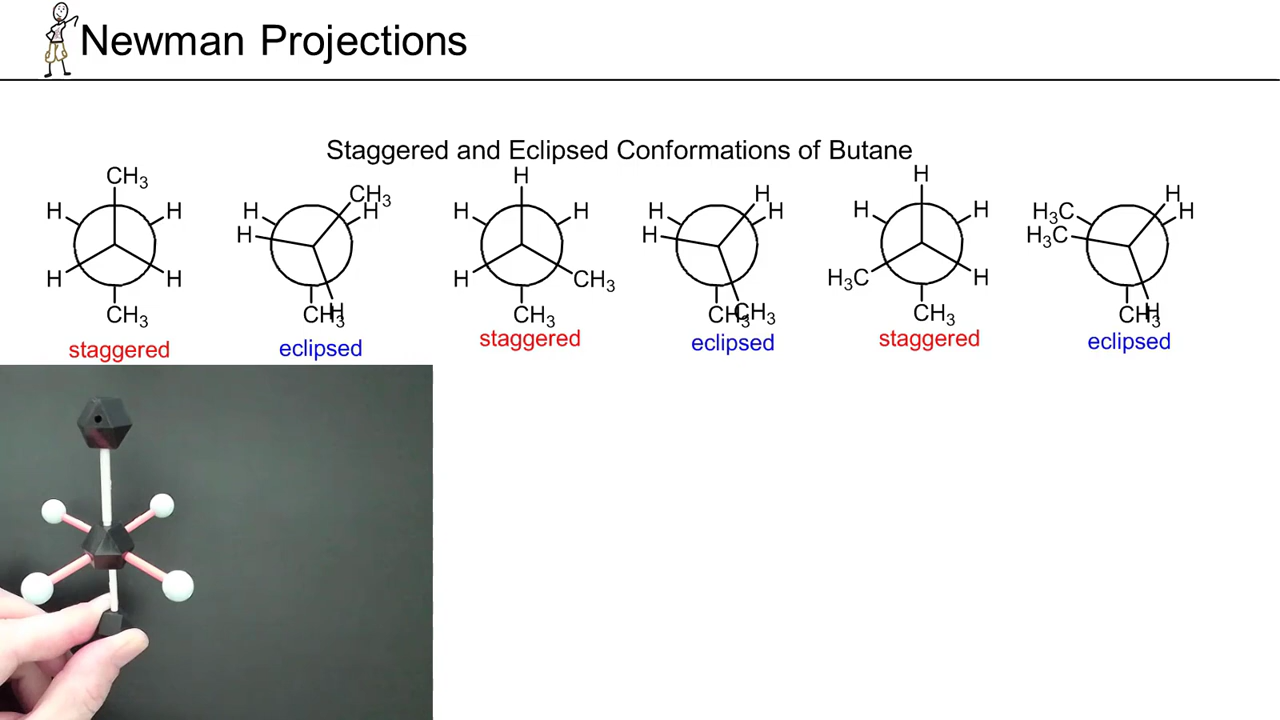 Newman Projections
Staggered and Eclipsed Conformations of Butane
CH₃
H H
H H
CH₃
staggered
CH₃
H H
H
H
CH₃
eclipsed
H
H H
H CH₃
CH₃
staggered
H
H H
H
CH₃
CH₃
eclipsed
H
H H
H₃C H
CH₃
staggered
H
H₃C H
H₃C
H
CH₃
eclipsed